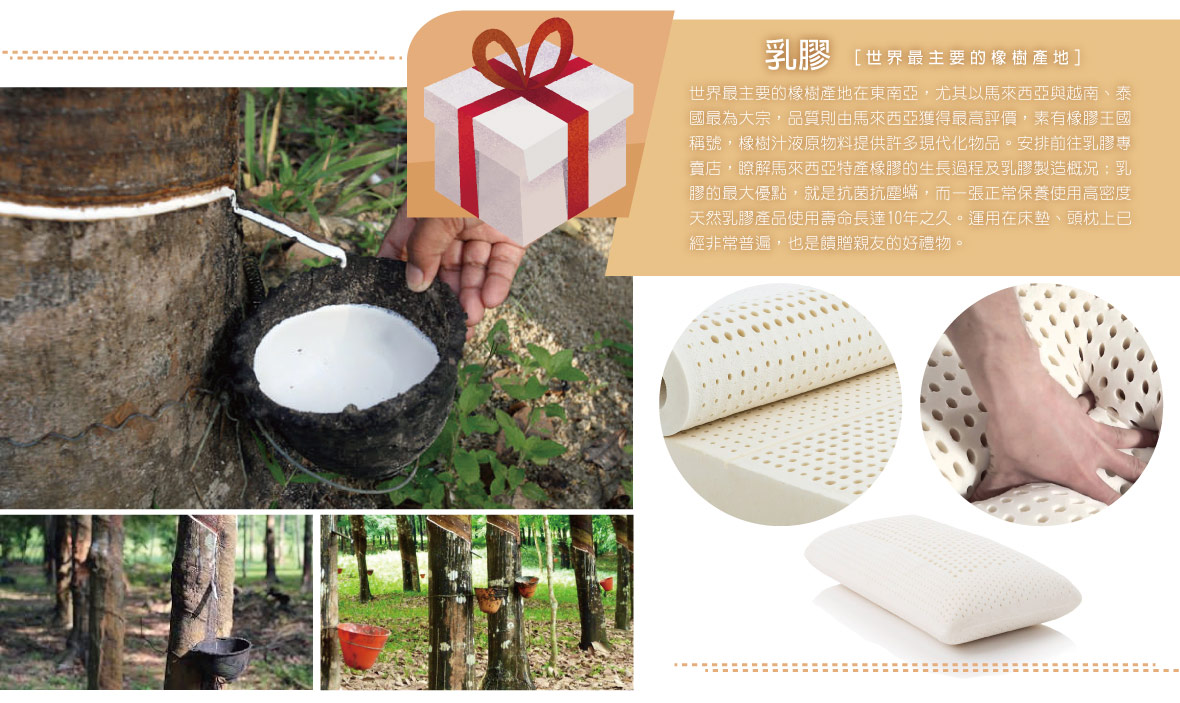 乳膠 [世界最主要的橡樹產地]
世界最主要的橡樹產地在東南亞，尤其以馬來西亞與越南、泰
國最為大宗，品質則由馬來西亞獲得最高評價，素有橡膠王國
稱號，橡樹汁液原物料提供許多現代化物品。安排前往乳膠專
賣店，瞭解馬來西亞特產橡膠的生長過程及乳膠製造概況：乳
膠的最大優點，就是抗菌抗塵蟎，而一張正常保養使用高密度
天然乳膠產品使用壽命長達10年之久。運用在床墊、頭枕上已
經非常普遍，也是饋贈親友的好禮物。